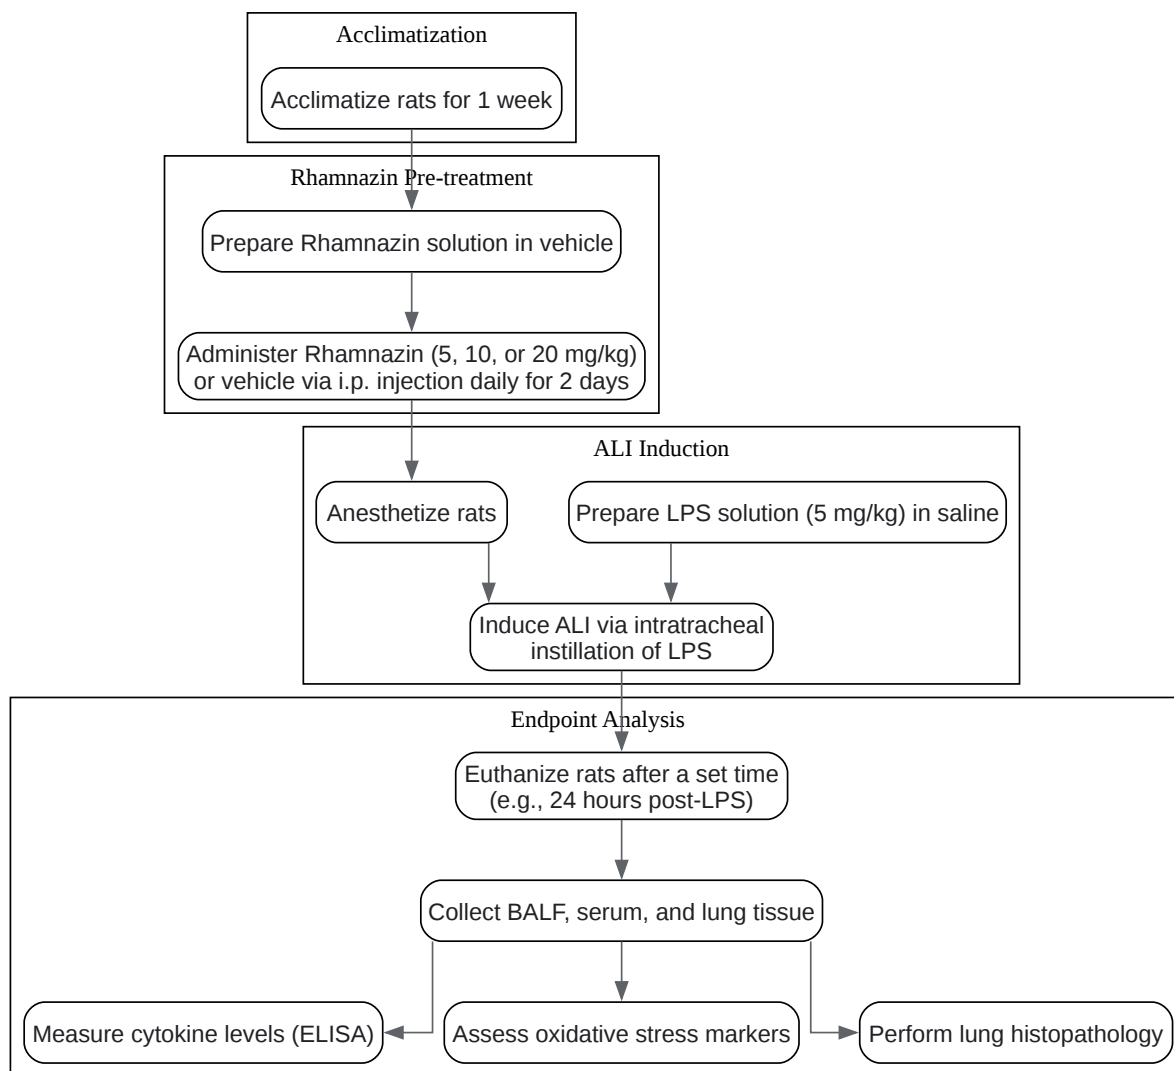 Acclimatization
Acclimatize rats for 1 week
Rhamnazin Pre-treatment
Prepare Rhamnazin solution in vehicle
Administer Rhamnazin (5, 10, or 20 mg/kg)
or vehicle via i.p. injection daily for 2 days
ALI Induction
Anesthetize rats
Prepare LPS solution (5 mg/kg) in saline
Induce ALI via intratracheal
instillation of LPS
Endpoint Analysis
Euthanize rats after a set time
(e.g., 24 hours post-LPS)
Collect BALF, serum, and lung tissue
Measure cytokine levels (ELISA)
Assess oxidative stress markers
Perform lung histopathology